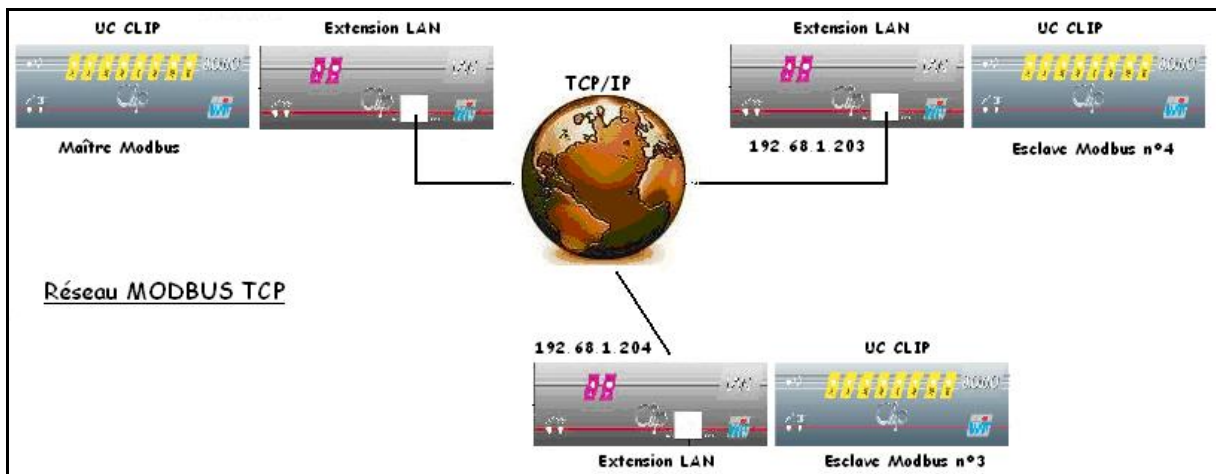 UC CLIP
Extension LAN
Maître Modbus
TCP/IP
Extension LAN
UC CLIP
192.68.1.203
Esclave Modbus n°4
Réseau MODBUS TCP
192.68.1.204
UC CLIP
Extension LAN
Esclave Modbus n°3